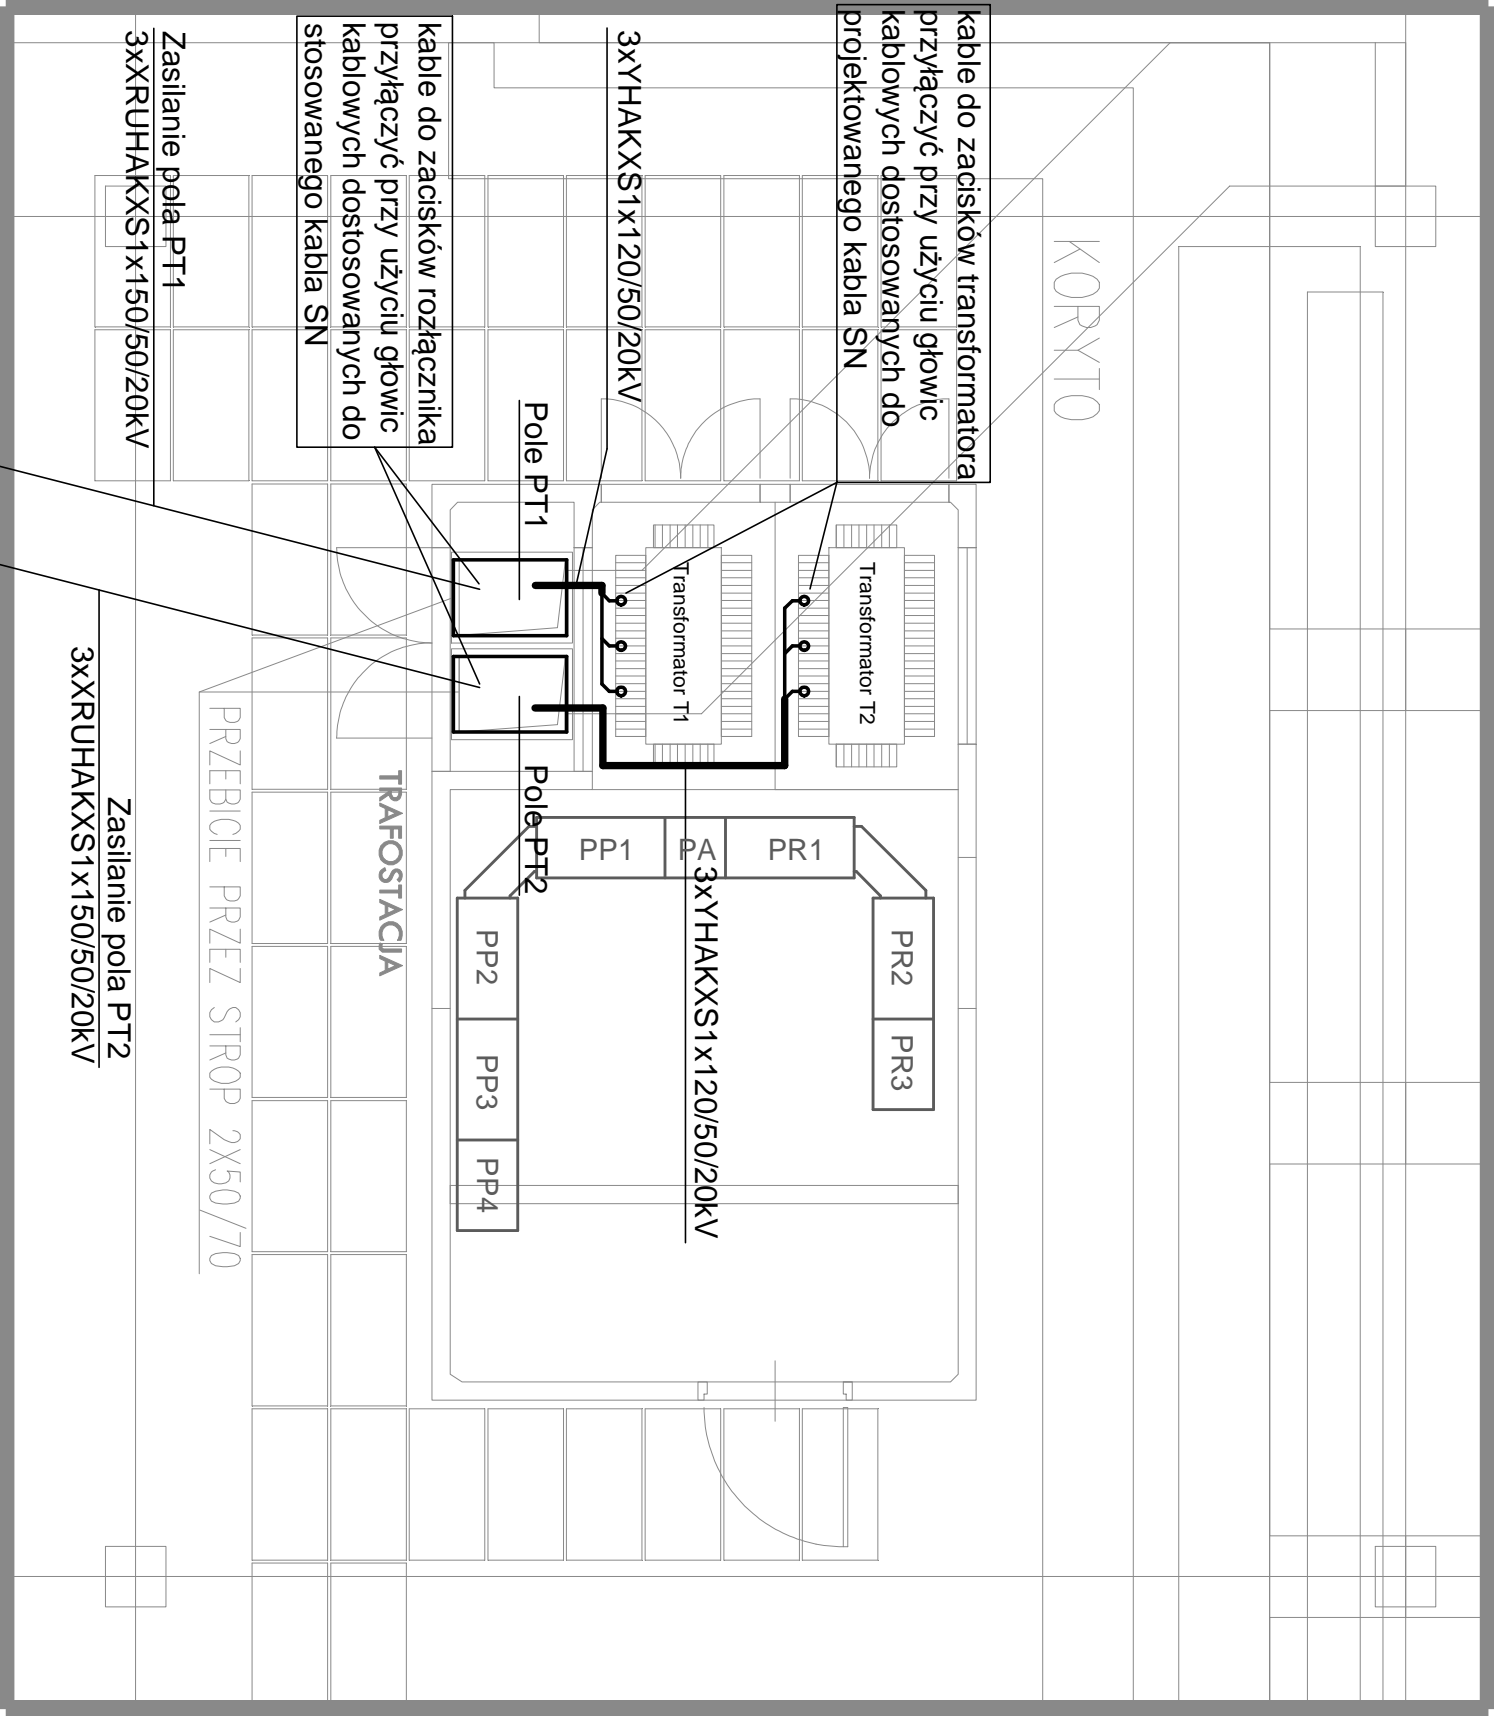 KORYTO
kable do zacisków transformatora
przyłączyć przy użyciu głowic
kablowych dostosowanych do
projektowanego kabla SN
3xYHAKXS1x120/50/20kV
kable do zacisków rozłącznika
przyłączyć przy użyciu głowic
kablowych dostosowanych do
stosowanego kabla SN
Zasilanie pola PT1
3xXRUHAKXS1x150/50/20kV
Pole PT1
Transformator T2
Transformator T1
Pole PT2
PR1
PA
PP1
PR2
PR3
PP2
PP3
PP4
3xYHAKXS1x120/50/20kV
TRAFOSTACJA
PRZEBICIE PRZEZ STROP 2X50/70
Zasilanie pola PT2
3xXRUHAKXS1x150/50/20kV